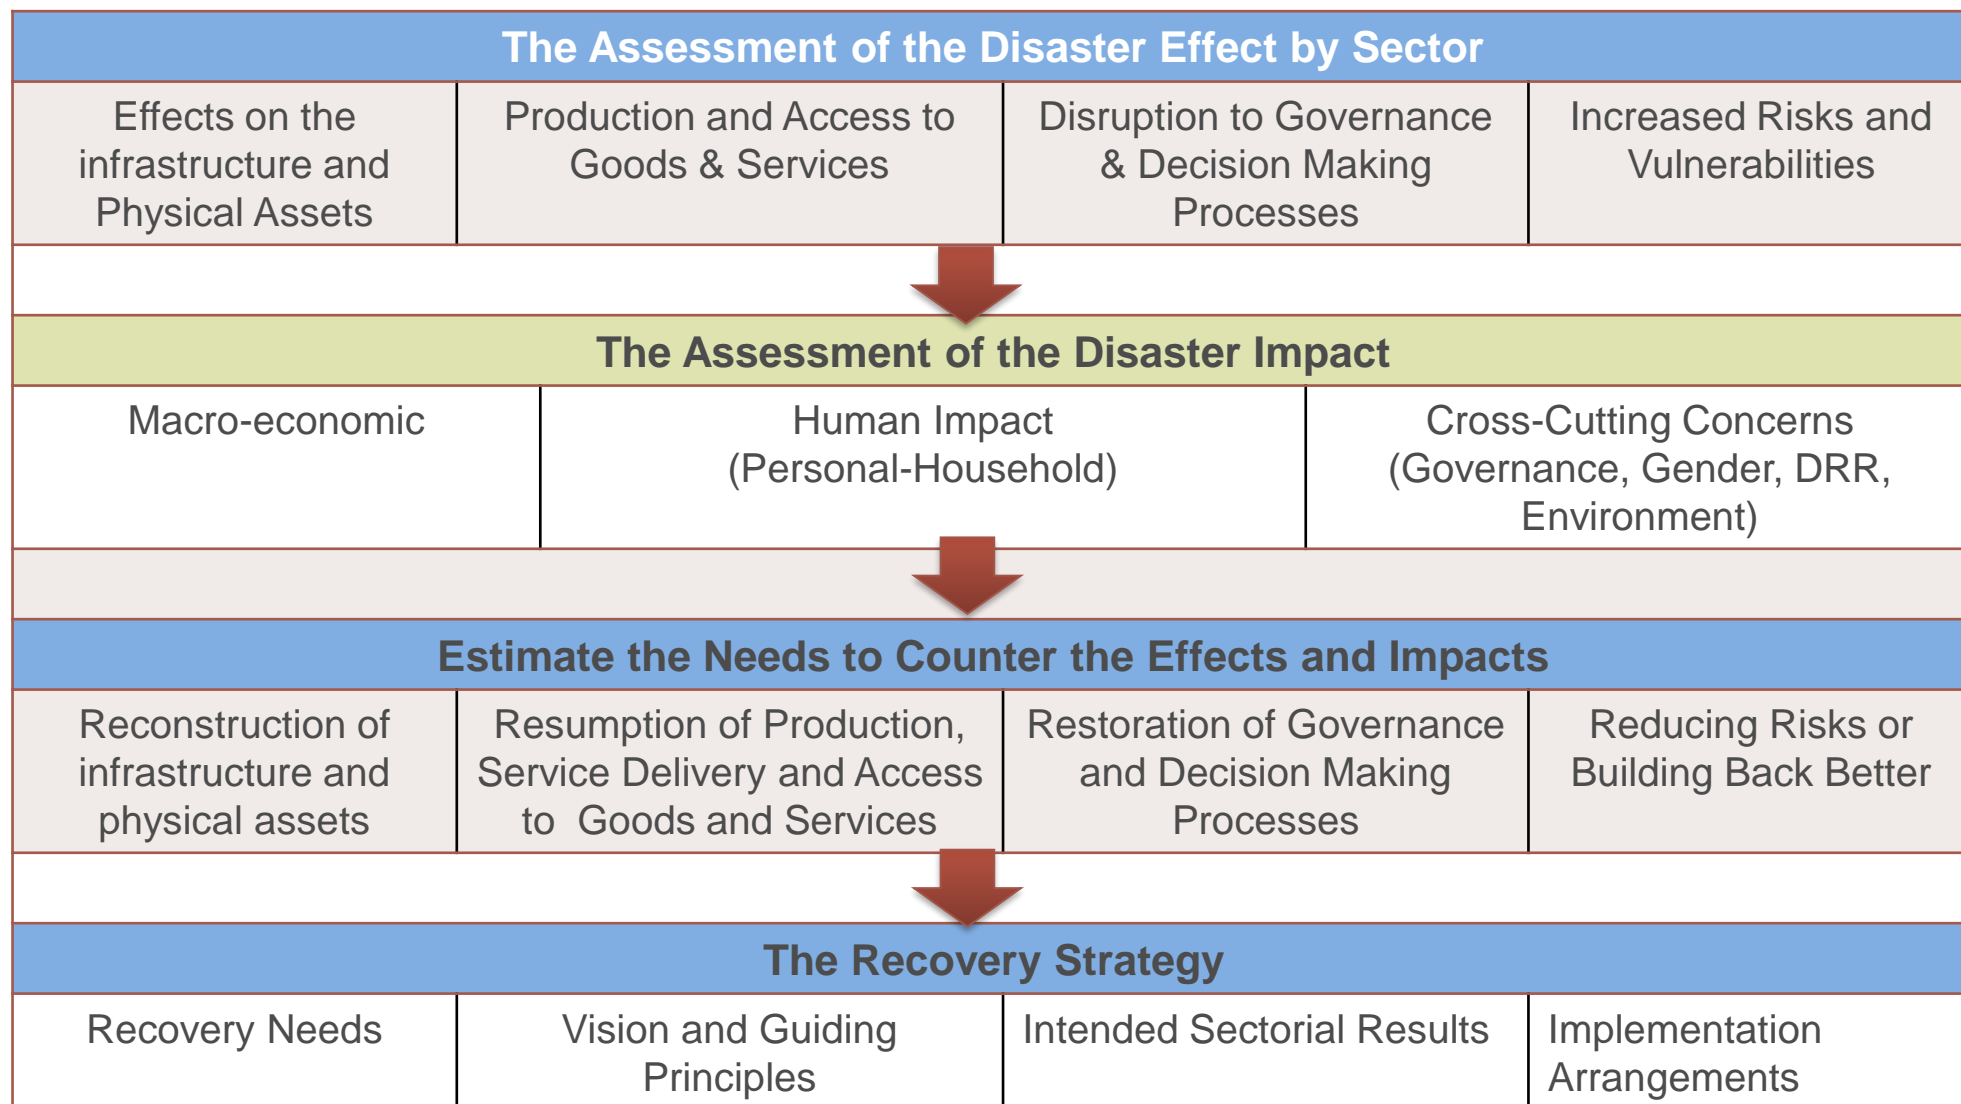 The Assessment of the Disaster Effect by Sector
Effects on the
infrastructure and
Physical Assets
Production and Access to
Goods & Services
Disruption to Governance
& Decision Making
Processes
Increased Risks and
Vulnerabilities
The Assessment of the Disaster Impact
Macro-economic
Human Impact
(Personal-Household)
Cross-Cutting Concerns
(Governance, Gender, DRR,
Environment)
Estimate the Needs to Counter the Effects and Impacts
Reconstruction of
infrastructure and
physical assets
Resumption of Production,
Service Delivery and Access
to Goods and Services
Restoration of Governance
and Decision Making
Processes
Reducing Risks or
Building Back Better
The Recovery Strategy
Recovery Needs
Vision and Guiding
Principles
Intended Sectorial Results
Implementation
Arrangements